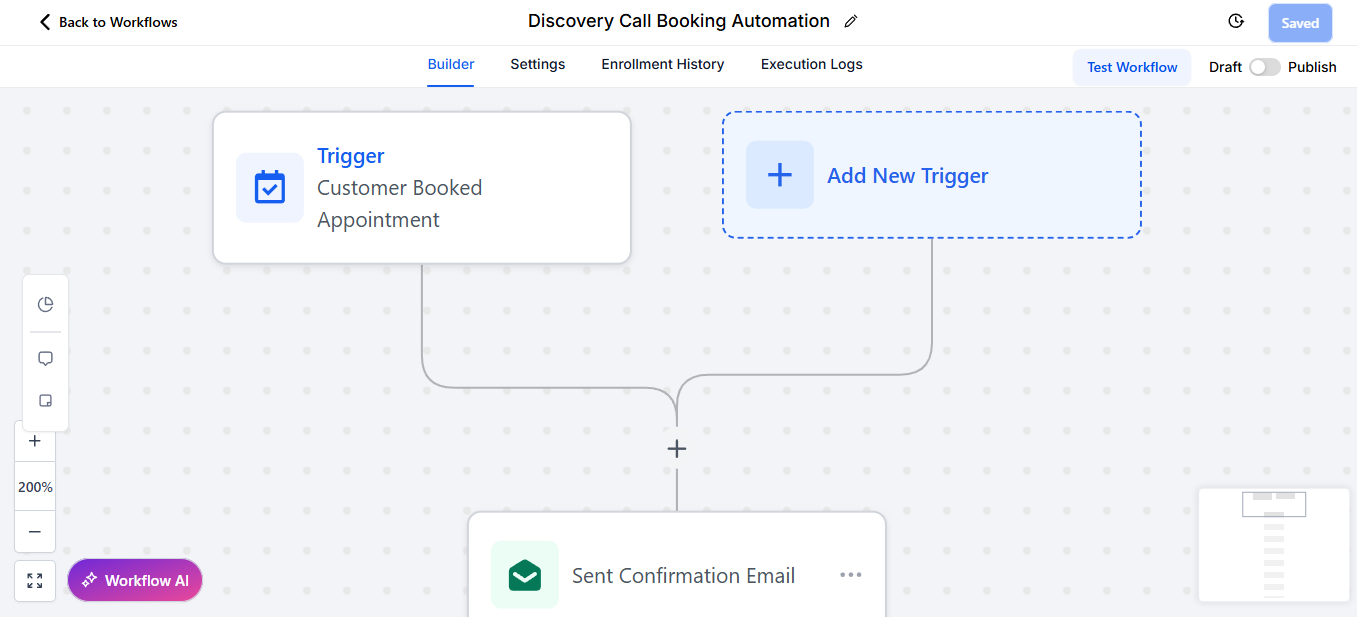 Back to Workflows
Discovery Call Booking Automation
Saved
Builder
Settings
Enrollment History
Execution Logs
Test Workflow
Draft
Publish
Trigger
Customer Booked
Appointment
Add New Trigger
200%
Workflow AI
Sent Confirmation Email